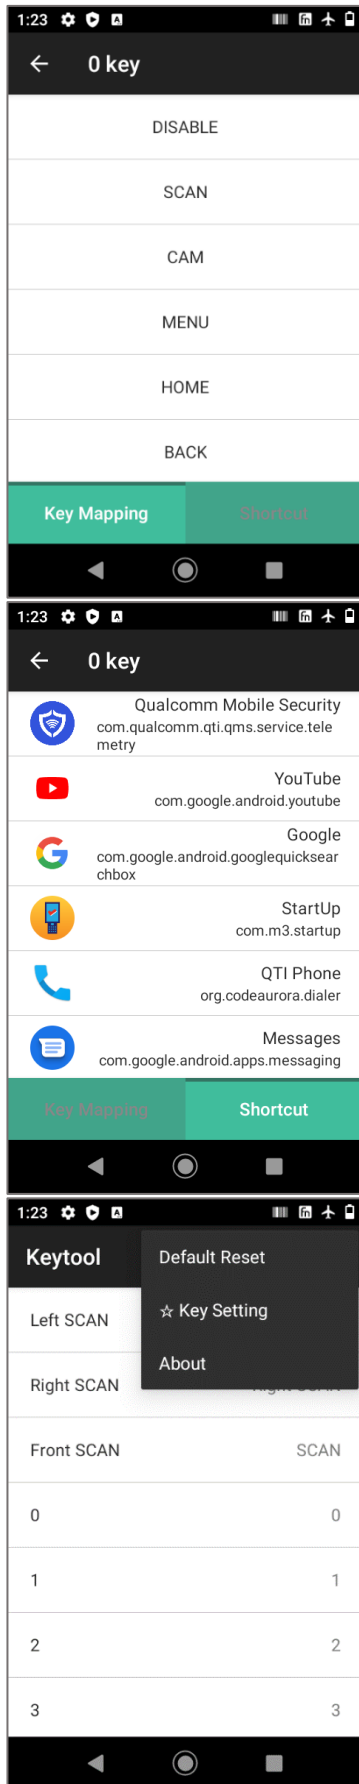 1:23
0 key
DISABLE
SCAN
CAM
MENU
HOME
BACK
Key Mapping
Shortcut
1:23
0 key
Qualcomm Mobile Security
com.qualcomm.qti.qms.service.tele
metry
YouTube
com.google.android.youtube
Google
com.google.android.googlequicksear
chbox
StartUp
com.m3.startup
QTI Phone
org.codeaurora.dialer
Messages
com.google.android.apps.messaging
Key Mapping
Shortcut
1:23
Keytool
Default Reset
☆ Key Setting
About
Left SCAN
Right SCAN
Front SCAN
SCAN
0
0
1
1
2
2
3
3